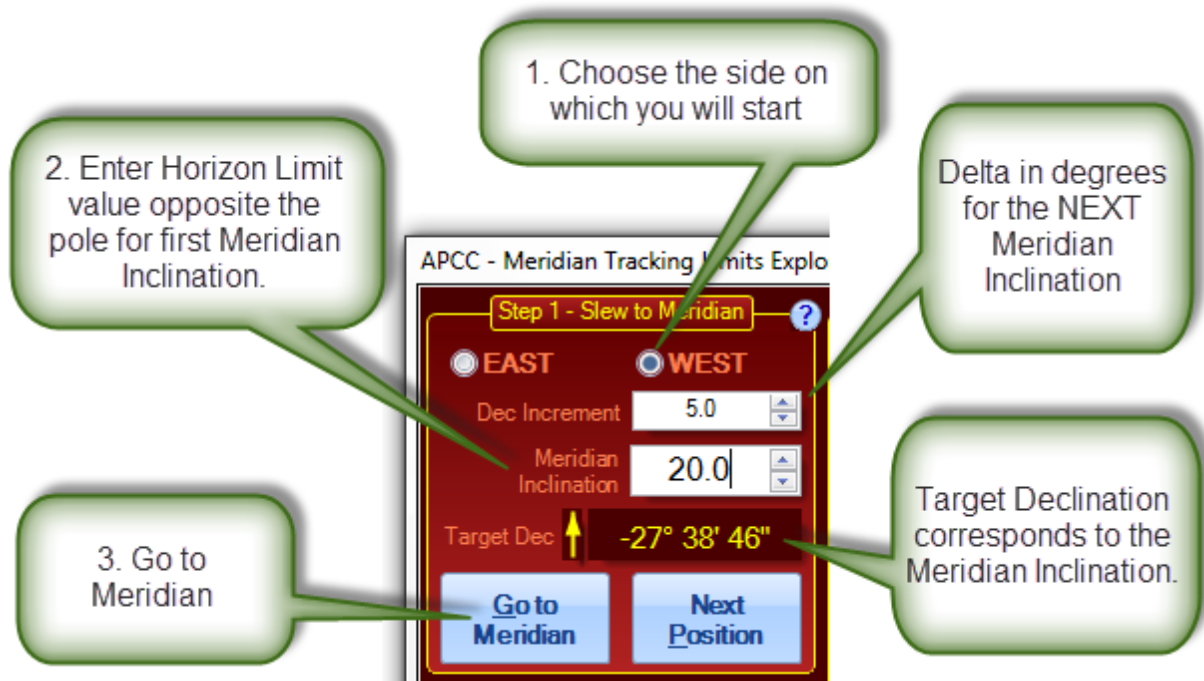 1. Choose the side on
which you will start
2. Enter Horizon Limit
value opposite the
pole for first Meridian
Inclination.
Delta in degrees
for the NEXT
Meridian
Inclination
APCC - Meridian Tracking Limits Explo
Step 1 - Slew to Meridian
?
EAST
WEST
Dec Increment
5.0
Meridian
Inclination
20.0
Target Dec
-27° 38' 46"
Target Declination
corresponds to the
Meridian Inclination.
3. Go to
Meridian
Go to
Meridian
Next
Position